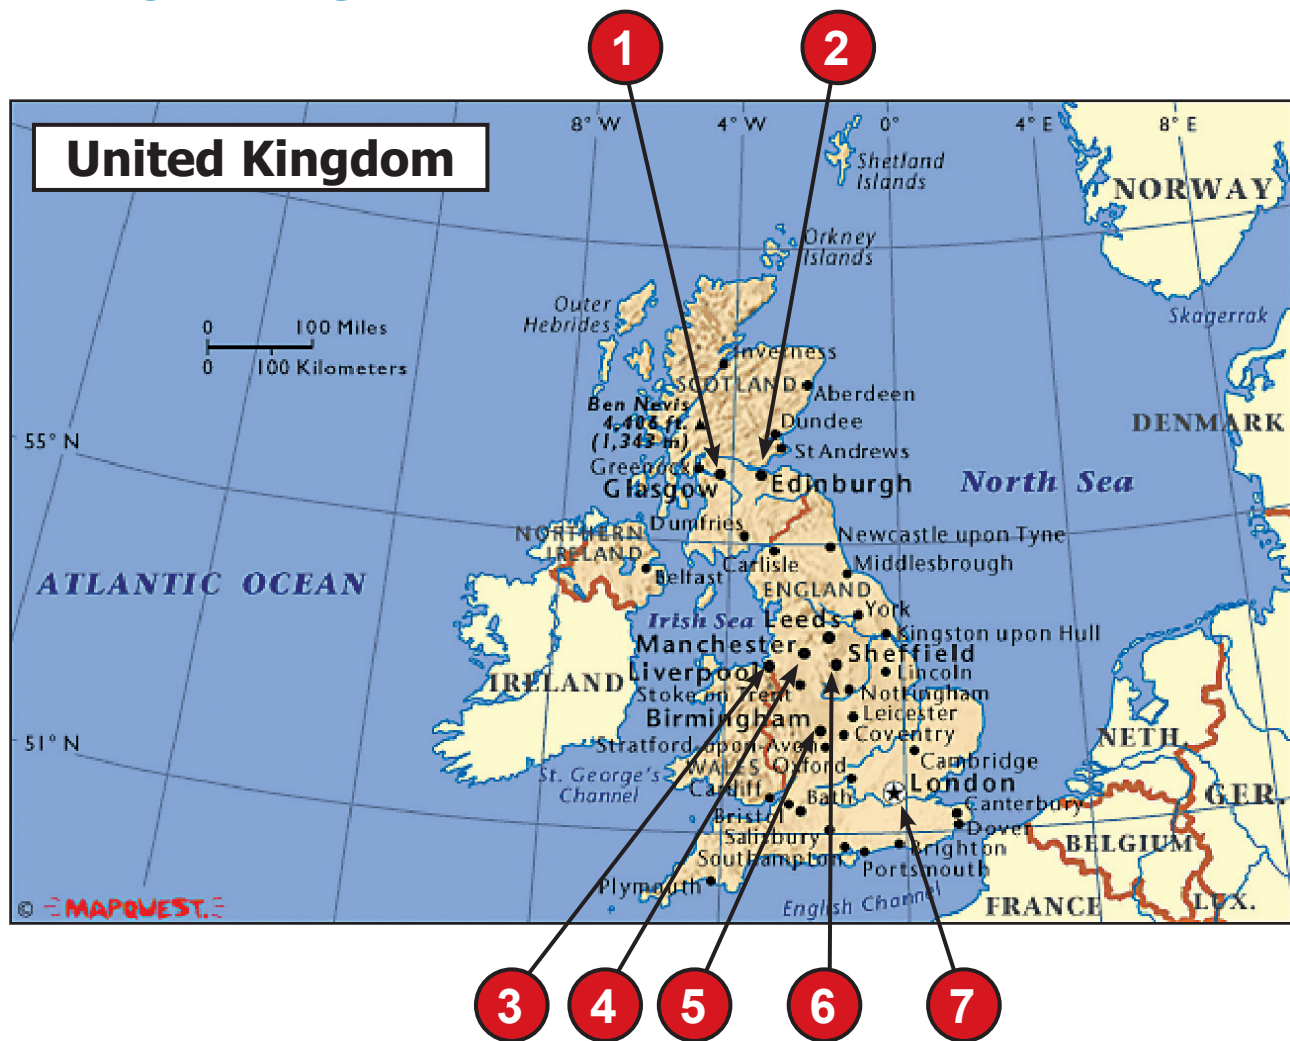 1
2
8° W
4° W
0°
4° E
8° E
United Kingdom
Shetland
Islands
NORWAY
Orkney
Islands
Outer
Hebrides
Skagerrak
0 100 Miles
0 100 Kilometers
Inverness
SCOTLAND
Aberdeen
Ben Nevis
4,406 ft.
(1,343 m)
Dundee
St Andrews
DENMARK
55° N
Greenock
Glasgow
Edinburgh
North Sea
Dumfries
NORTHERN
IRELAND
Newcastle upon Tyne
Carlisle
Middlesbrough
Belfast
ATLANTIC OCEAN
ENGLAND
York
Irish Sea
Leeds
Kingston upon Hull
Manchester
Sheffield
Liverpool
Lincoln
IRELAND
Stoke on Trent
Nottingham
Birmingham
Leicester
Coventry
51° N
Stratford-upon-Avon
NETH.
WALES
Oxford
Cambridge
St. George's
Channel
Cardiff
Bath
London
GER.
Canterbury
Bristol
Dover
Salisbury
BELGIUM
Southampton
Brighton
Portsmouth
Plymouth
English Channel
FRANCE
LUX.
© MAPQUEST.
3
4
5
6
7